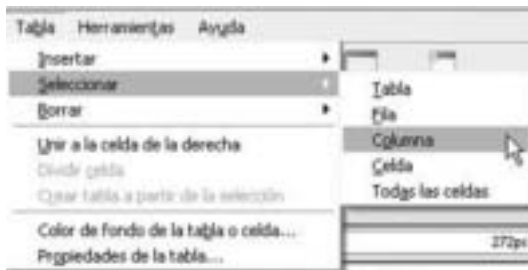 Tabla Herramientas Ayuda
Insertar
Seleccionar
Borrar
Unir a la celda de la derecha
Dividir celda
Crear tabla a partir de la selección
Color de fondo de la tabla o celda...
Propiedades de la tabla...
Tabla
Fila
Columna
Celda
Todas las celdas
272px